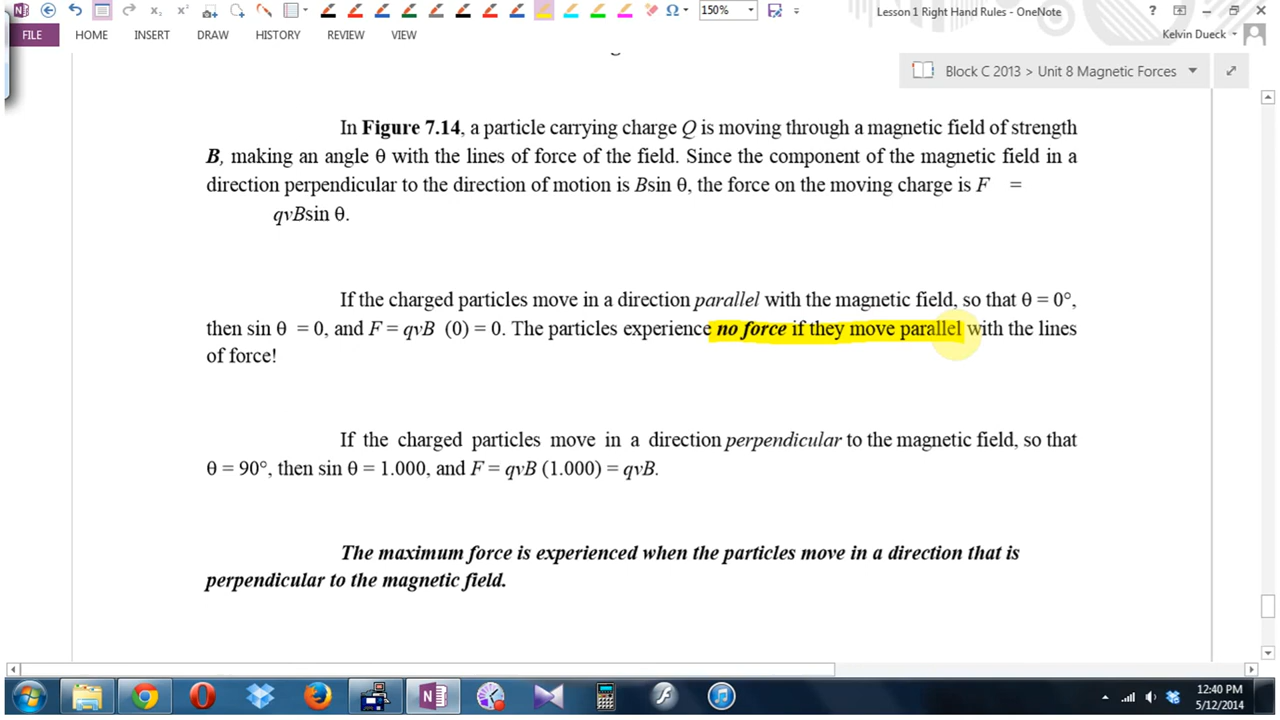 150%
Lesson 1 Right Hand Rules - OneNote
FILE HOME INSERT DRAW HISTORY REVIEW VIEW
Kelvin Dueck
Block C 2013 > Unit 8 Magnetic Forces
In Figure 7.14, a particle carrying charge Q is moving through a magnetic field of strength
B, making an angle θ with the lines of force of the field. Since the component of the magnetic field in a
direction perpendicular to the direction of motion is Bsin θ, the force on the moving charge is F =
qvBsin θ.
If the charged particles move in a direction parallel with the magnetic field, so that θ = 0°,
then sin θ = 0, and F = qvB (0) = 0. The particles experience no force if they move parallel with the lines
of force!
If the charged particles move in a direction perpendicular to the magnetic field, so that
θ = 90°, then sin θ = 1.000, and F = qvB (1.000) = qvB.
The maximum force is experienced when the particles move in a direction that is
perpendicular to the magnetic field.
12:40 PM
5/12/2014